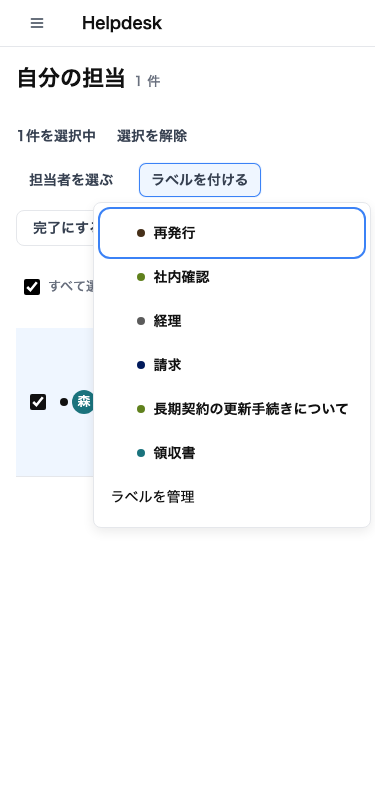 Helpdesk
自分の担当 1 件
1件を選択中 選択を解除
担当者を選ぶ ラベルを付ける
完了にす
再発行
すべて
社内確認
経理
請求
森
長期契約の更新手続きについて
領収書
ラベルを管理